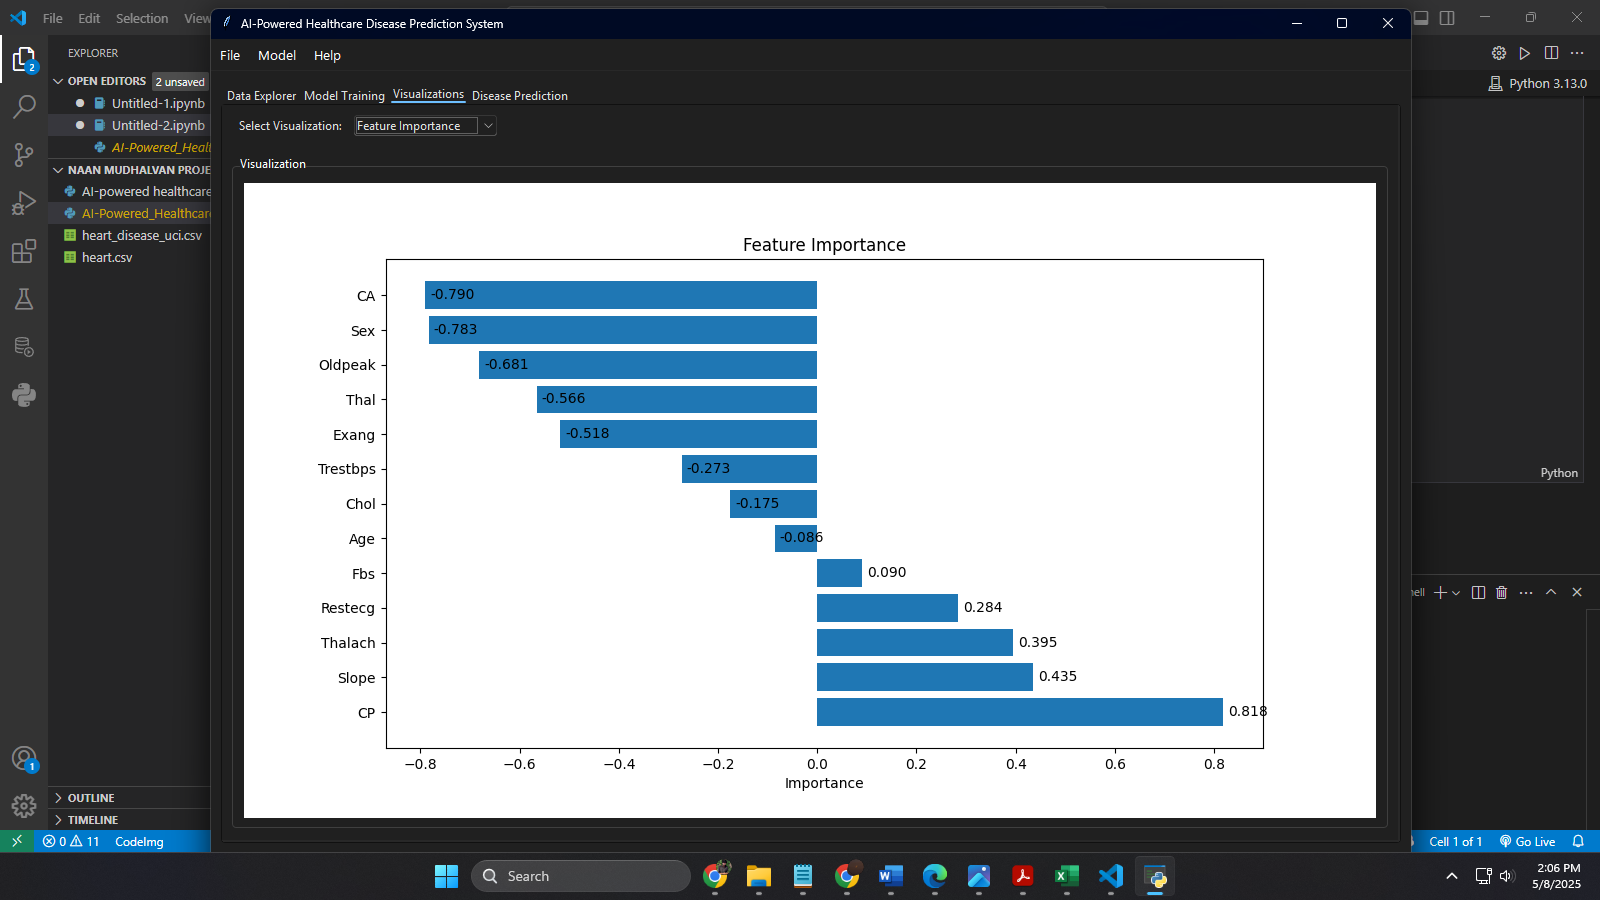 File Edit Selection View
AI-Powered Healthcare Disease Prediction System
EXPLORER
OPEN EDITORS 2 unsaved
Untitled-1.ipynb
Untitled-2.ipynb
AI-Powered_Healt
NAAN MUDHALVAN PROJE
AI-powered healthcare
AI-Powered_Healthcar
heart_disease_uci.csv
heart.csv
OUTLINE
TIMELINE
2
1
File Model Help
Data Explorer Model Training Visualizations Disease Prediction
Select Visualization: Feature Importance
Visualization
Feature Importance
CA -0.790
Sex -0.783
Oldpeak -0.681
Thal -0.566
Exang -0.518
Trestbps -0.273
Chol -0.175
Age -0.086
Fbs 0.090
Restecg 0.284
Thalach 0.395
Slope 0.435
CP 0.818
−0.8 −0.6 −0.4 −0.2 0.0 0.2 0.4 0.6 0.8
Importance
Python 3.13.0
Python
0 11 CodeImg
Cell 1 of 1 Go Live
Search
2:06 PM
5/8/2025